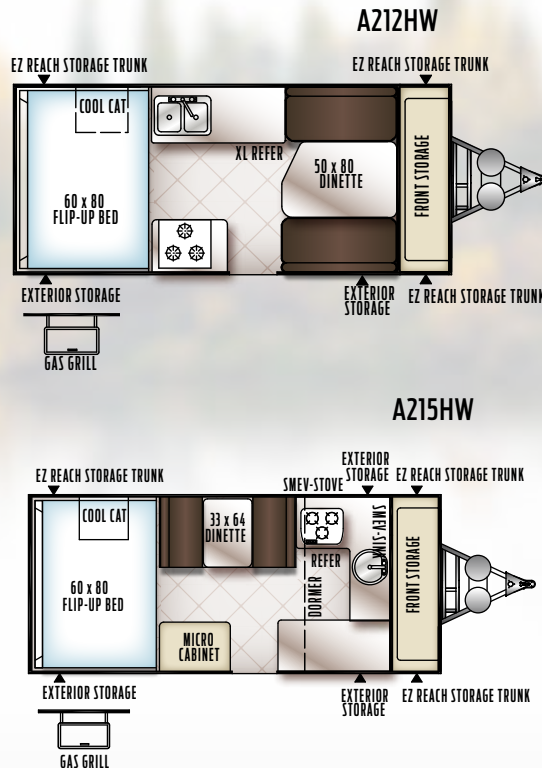 A212HW
EZ REACH STORAGE TRUNK
EZ REACH STORAGE TRUNK
COOL CAT
XL REFER
60 x 80
FLIP-UP BED
50 x 80
DINETTE
FRONT STORAGE
EXTERIOR STORAGE
EXTERIOR
STORAGE
EZ REACH STORAGE TRUNK
GAS GRILL
A215HW
EZ REACH STORAGE TRUNK
SMEV-STOVE
EXTERIOR
STORAGE
EZ REACH STORAGE TRUNK
COOL CAT
33 x 64
DINETTE
SMEV-SINK
REFER
60 x 80
FLIP-UP BED
DORMER
FRONT STORAGE
MICRO
CABINET
EXTERIOR STORAGE
EXTERIOR
STORAGE
EZ REACH STORAGE TRUNK
GAS GRILL